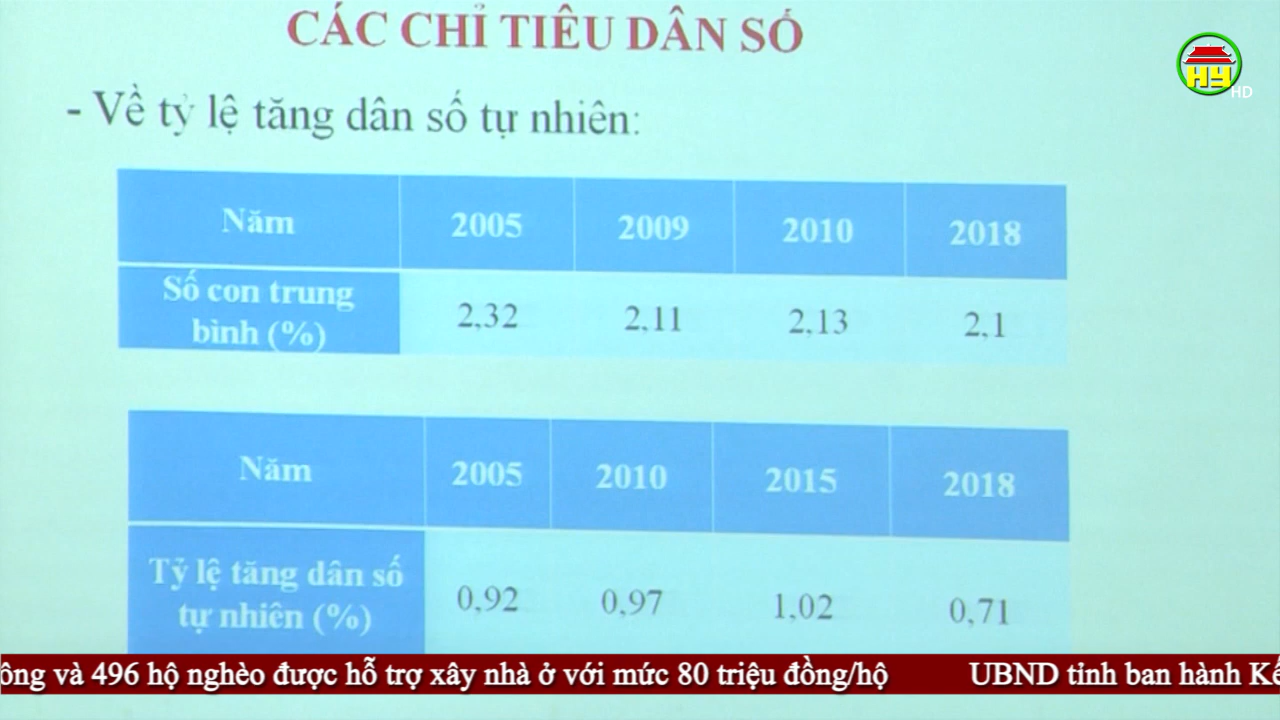 CÁC CHỈ TIÊU DÂN SỐ
HY
HD
- Về tỷ lệ tăng dân số tự nhiên:
Năm 2005 2009 2010 2018
Số con trung
bình (%) 2,32 2,11 2,13 2,1
Năm 2005 2010 2015 2018
Tỷ lệ tăng dân số
tự nhiên (%) 0,92 0,97 1,02 0,71
ông và 496 hộ nghèo được hỗ trợ xây nhà ở với mức 80 triệu đồng/hộ UBND tỉnh ban hành Kế